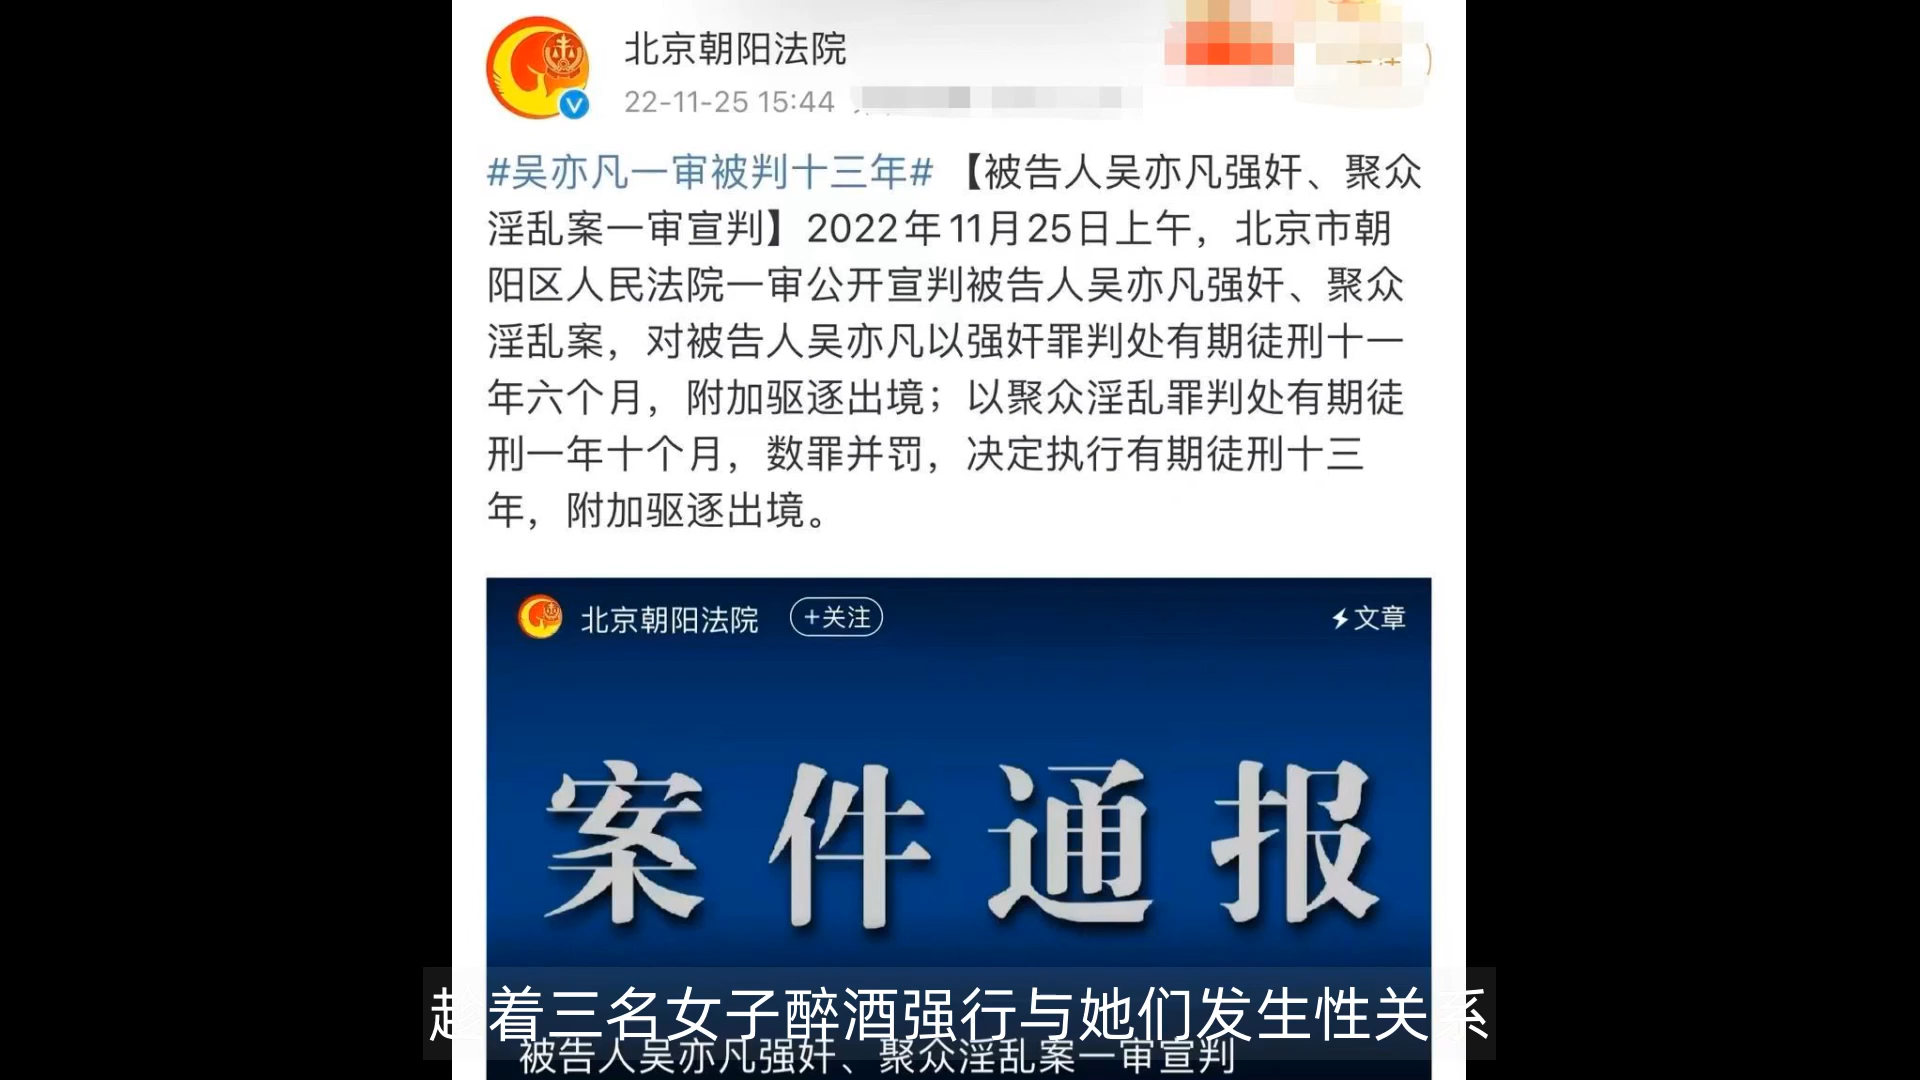 北京朝阳法院
22-11-25 15:44
#吴亦凡一审被判十三年# 【被告人吴亦凡强奸、聚众
淫乱案一审宣判】2022年11月25日上午，北京市朝
阳区人民法院一审公开宣判被告人吴亦凡强奸、聚众
淫乱案，对被告人吴亦凡以强奸罪判处有期徒刑十一
年六个月，附加驱逐出境；以聚众淫乱罪判处有期徒
刑一年十个月，数罪并罚，决定执行有期徒刑十三
年，附加驱逐出境。
北京朝阳法院 +关注 文章
案件通报
趁着三名女子醉酒强行与她们发生性关系
被告人吴亦凡强奸、聚众淫乱案一审宣判